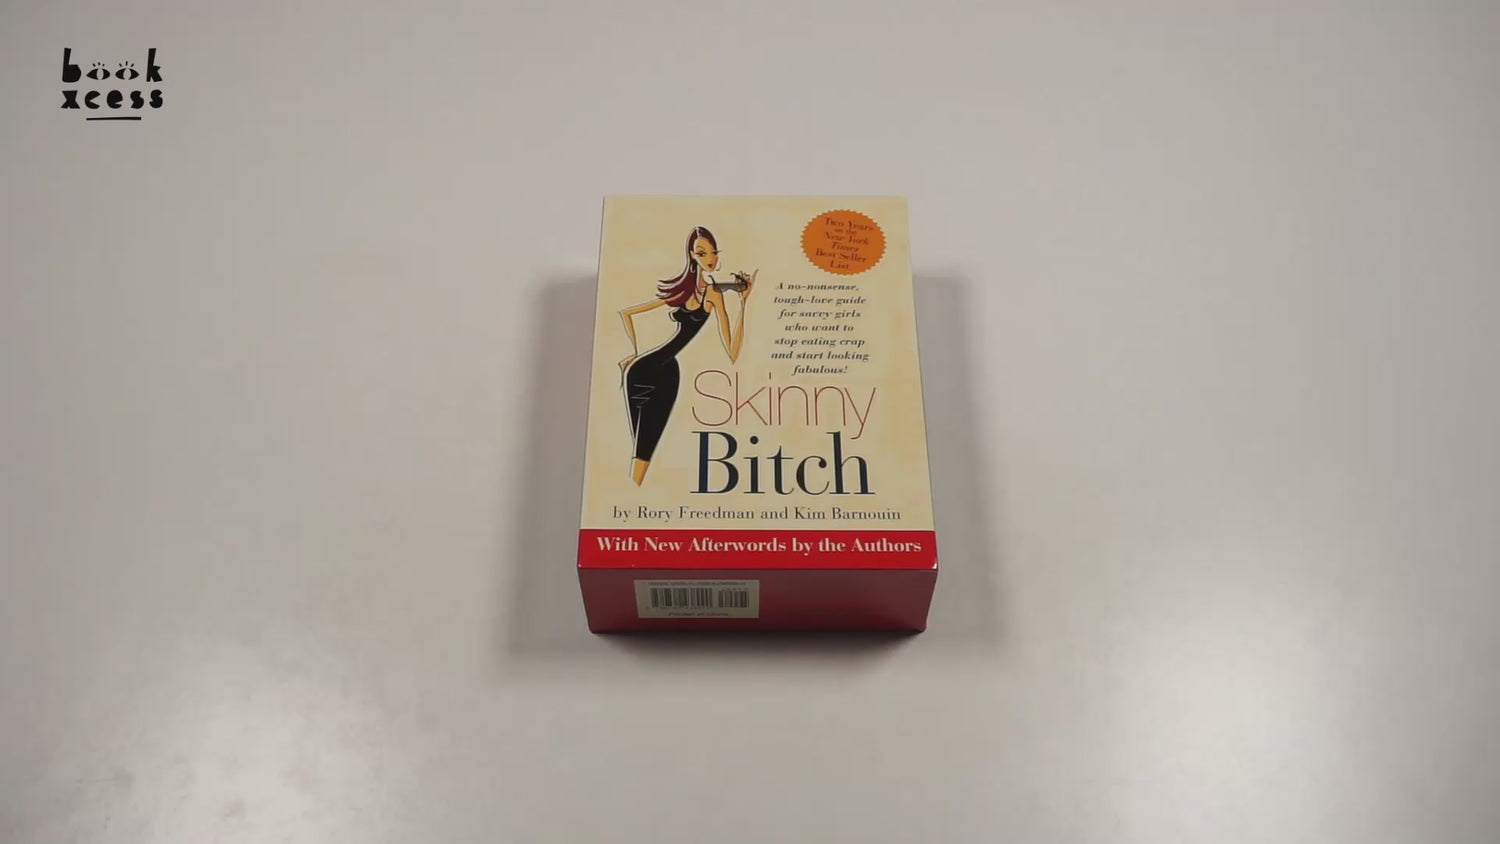 book
xcess
Two Years
on the
New York
Times
Best Seller
List
A no-nonsense,
tough-love guide
for savvy girls
who want to
stop eating crap
and start looking
fabulous!
Skinny
Bitch
by Rory Freedman and Kim Barnouin
With New Afterwords by the Authors